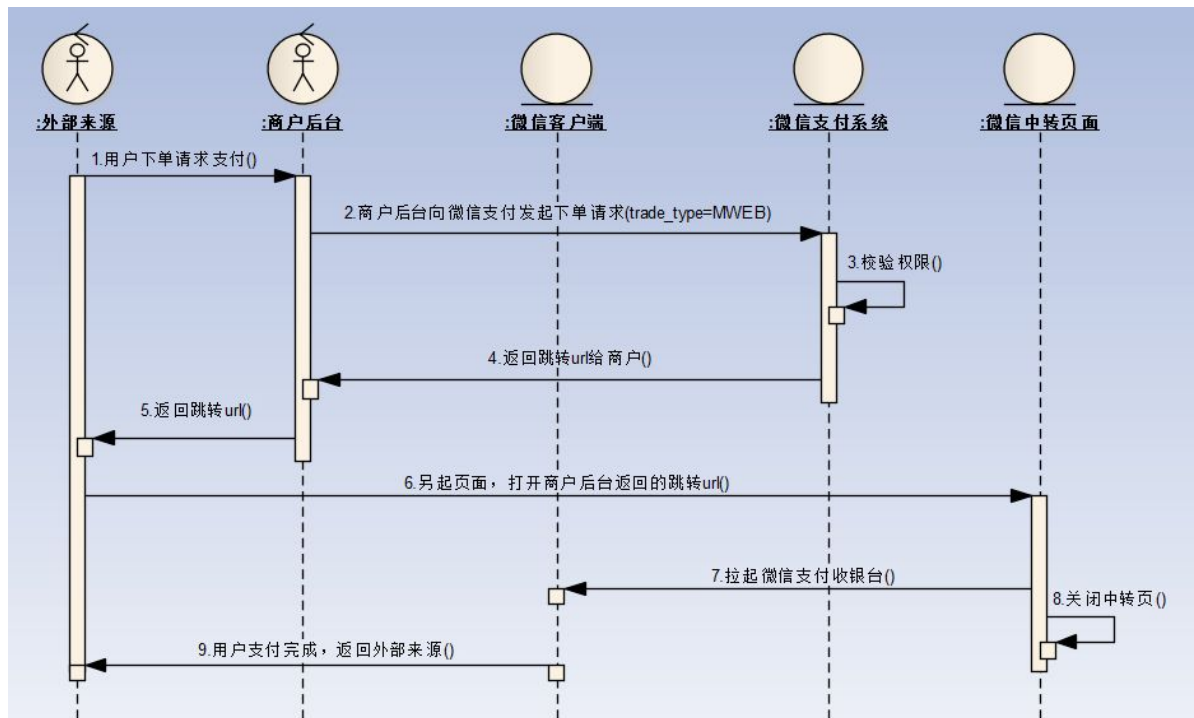 :外部来源
:商户后台
:微信客户端
:微信支付系统
:微信中转页面
1.用户下单请求支付()
2.商户后台向微信支付发起下单请求(trade_type=MWEB)
3.校验权限()
4.返回跳转url给商户()
5.返回跳转url()
6.另起页面，打开商户后台返回的跳转url()
7.拉起微信支付收银台()
8.关闭中转页()
9.用户支付完成，返回外部来源()